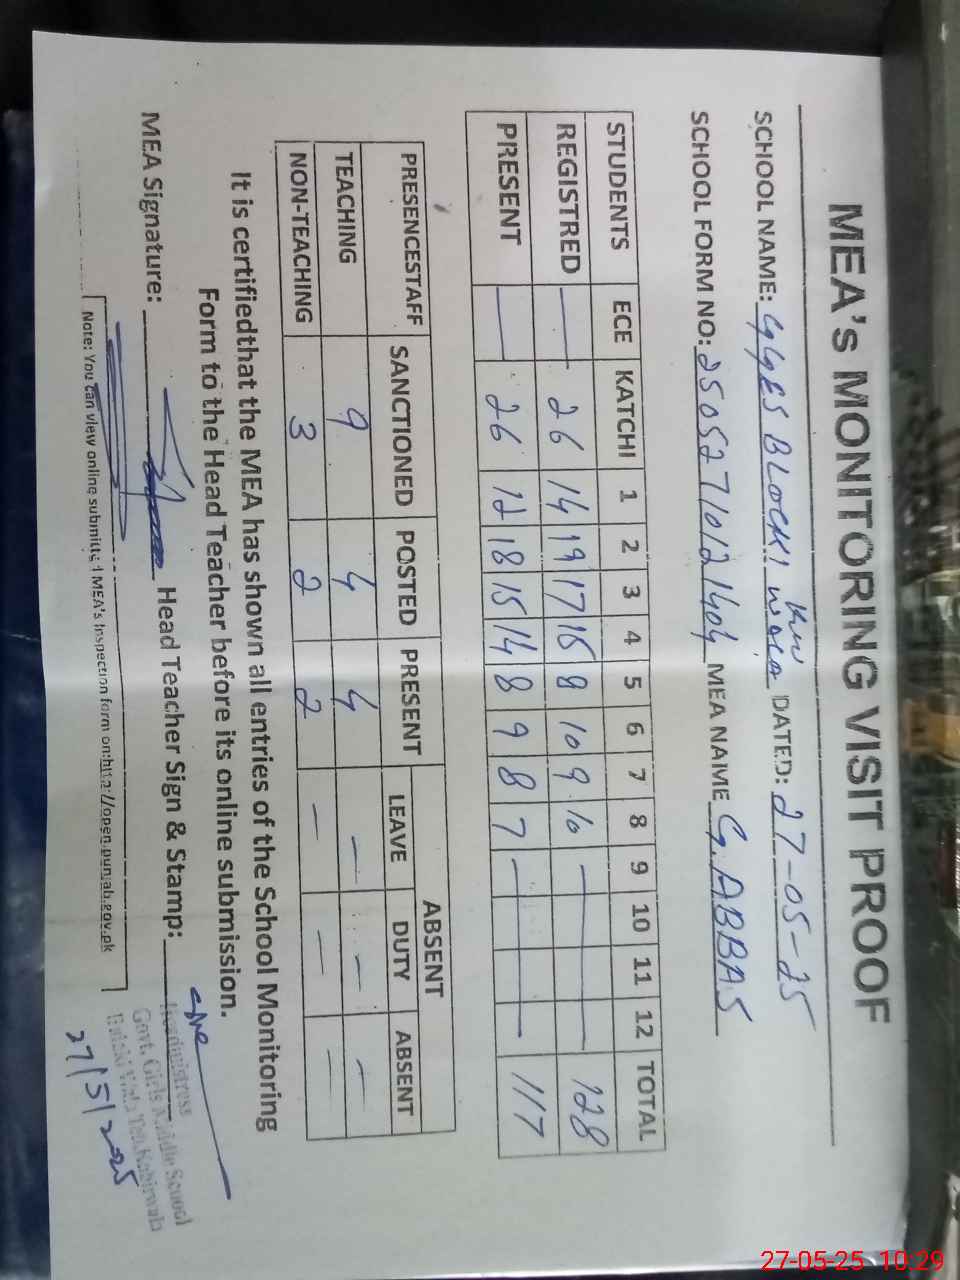 MEA's MONITORING VISIT PROOF
SCHOOL NAME: GGES BLOCK 1 DATED: 27-05-25
SCHOOL FORM NO: MEA NAME G. ABBAS
STUDENTS ECE KATCHI 1 2 3 4 5 6 7 8 9 10 11 12 TOTAL
REGISTRED — 26 14 19 17 15 8 10 9 10 — 128
PRESENT — 26 12 18 15 14 8 9 8 7 — 117
PRESENCESTAFF SANCTIONED POSTED PRESENT ABSENT
LEAVE DUTY ABSENT
TEACHING 9 4 4 — — —
NON-TEACHING 3 2 2 — — —
It is certifiedthat the MEA has shown all entries of the School Monitoring
Form to the Head Teacher before its online submission.
MEA Signature: Head Teacher Sign & Stamp:
Headmistress
Govt. Girls Middle School
27/5/2025
Note: You can view online submitted MEA's Inspection form on:http://open.punjab.gov.pk
27-05-25 10:29